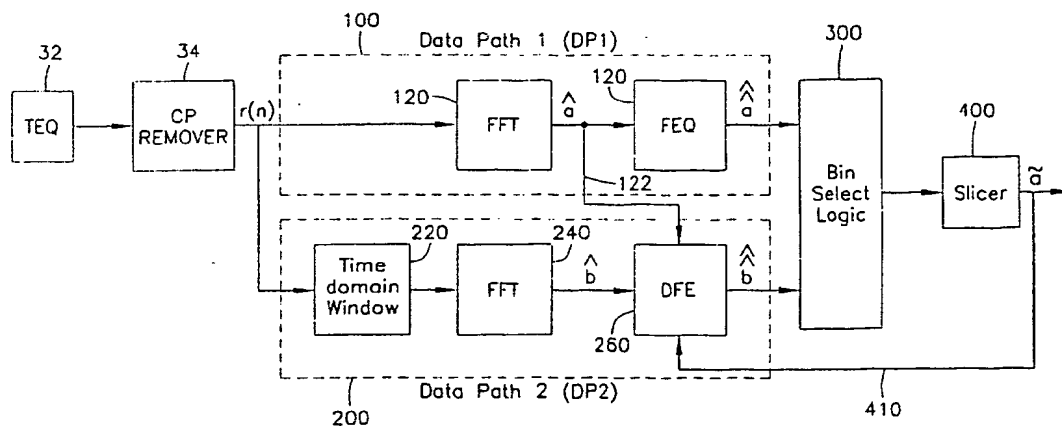 100
Data Path 1 (DP1)
300
32
34
120
120
400
TEQ
CP
REMOVER
r(n)
FFT
â
FEQ
a
122
Bin
Select
Logic
Slicer
ã
220
240
Time
domain
Window
FFT
b̂
DFE
b
260
Data Path 2 (DP2)
200
410